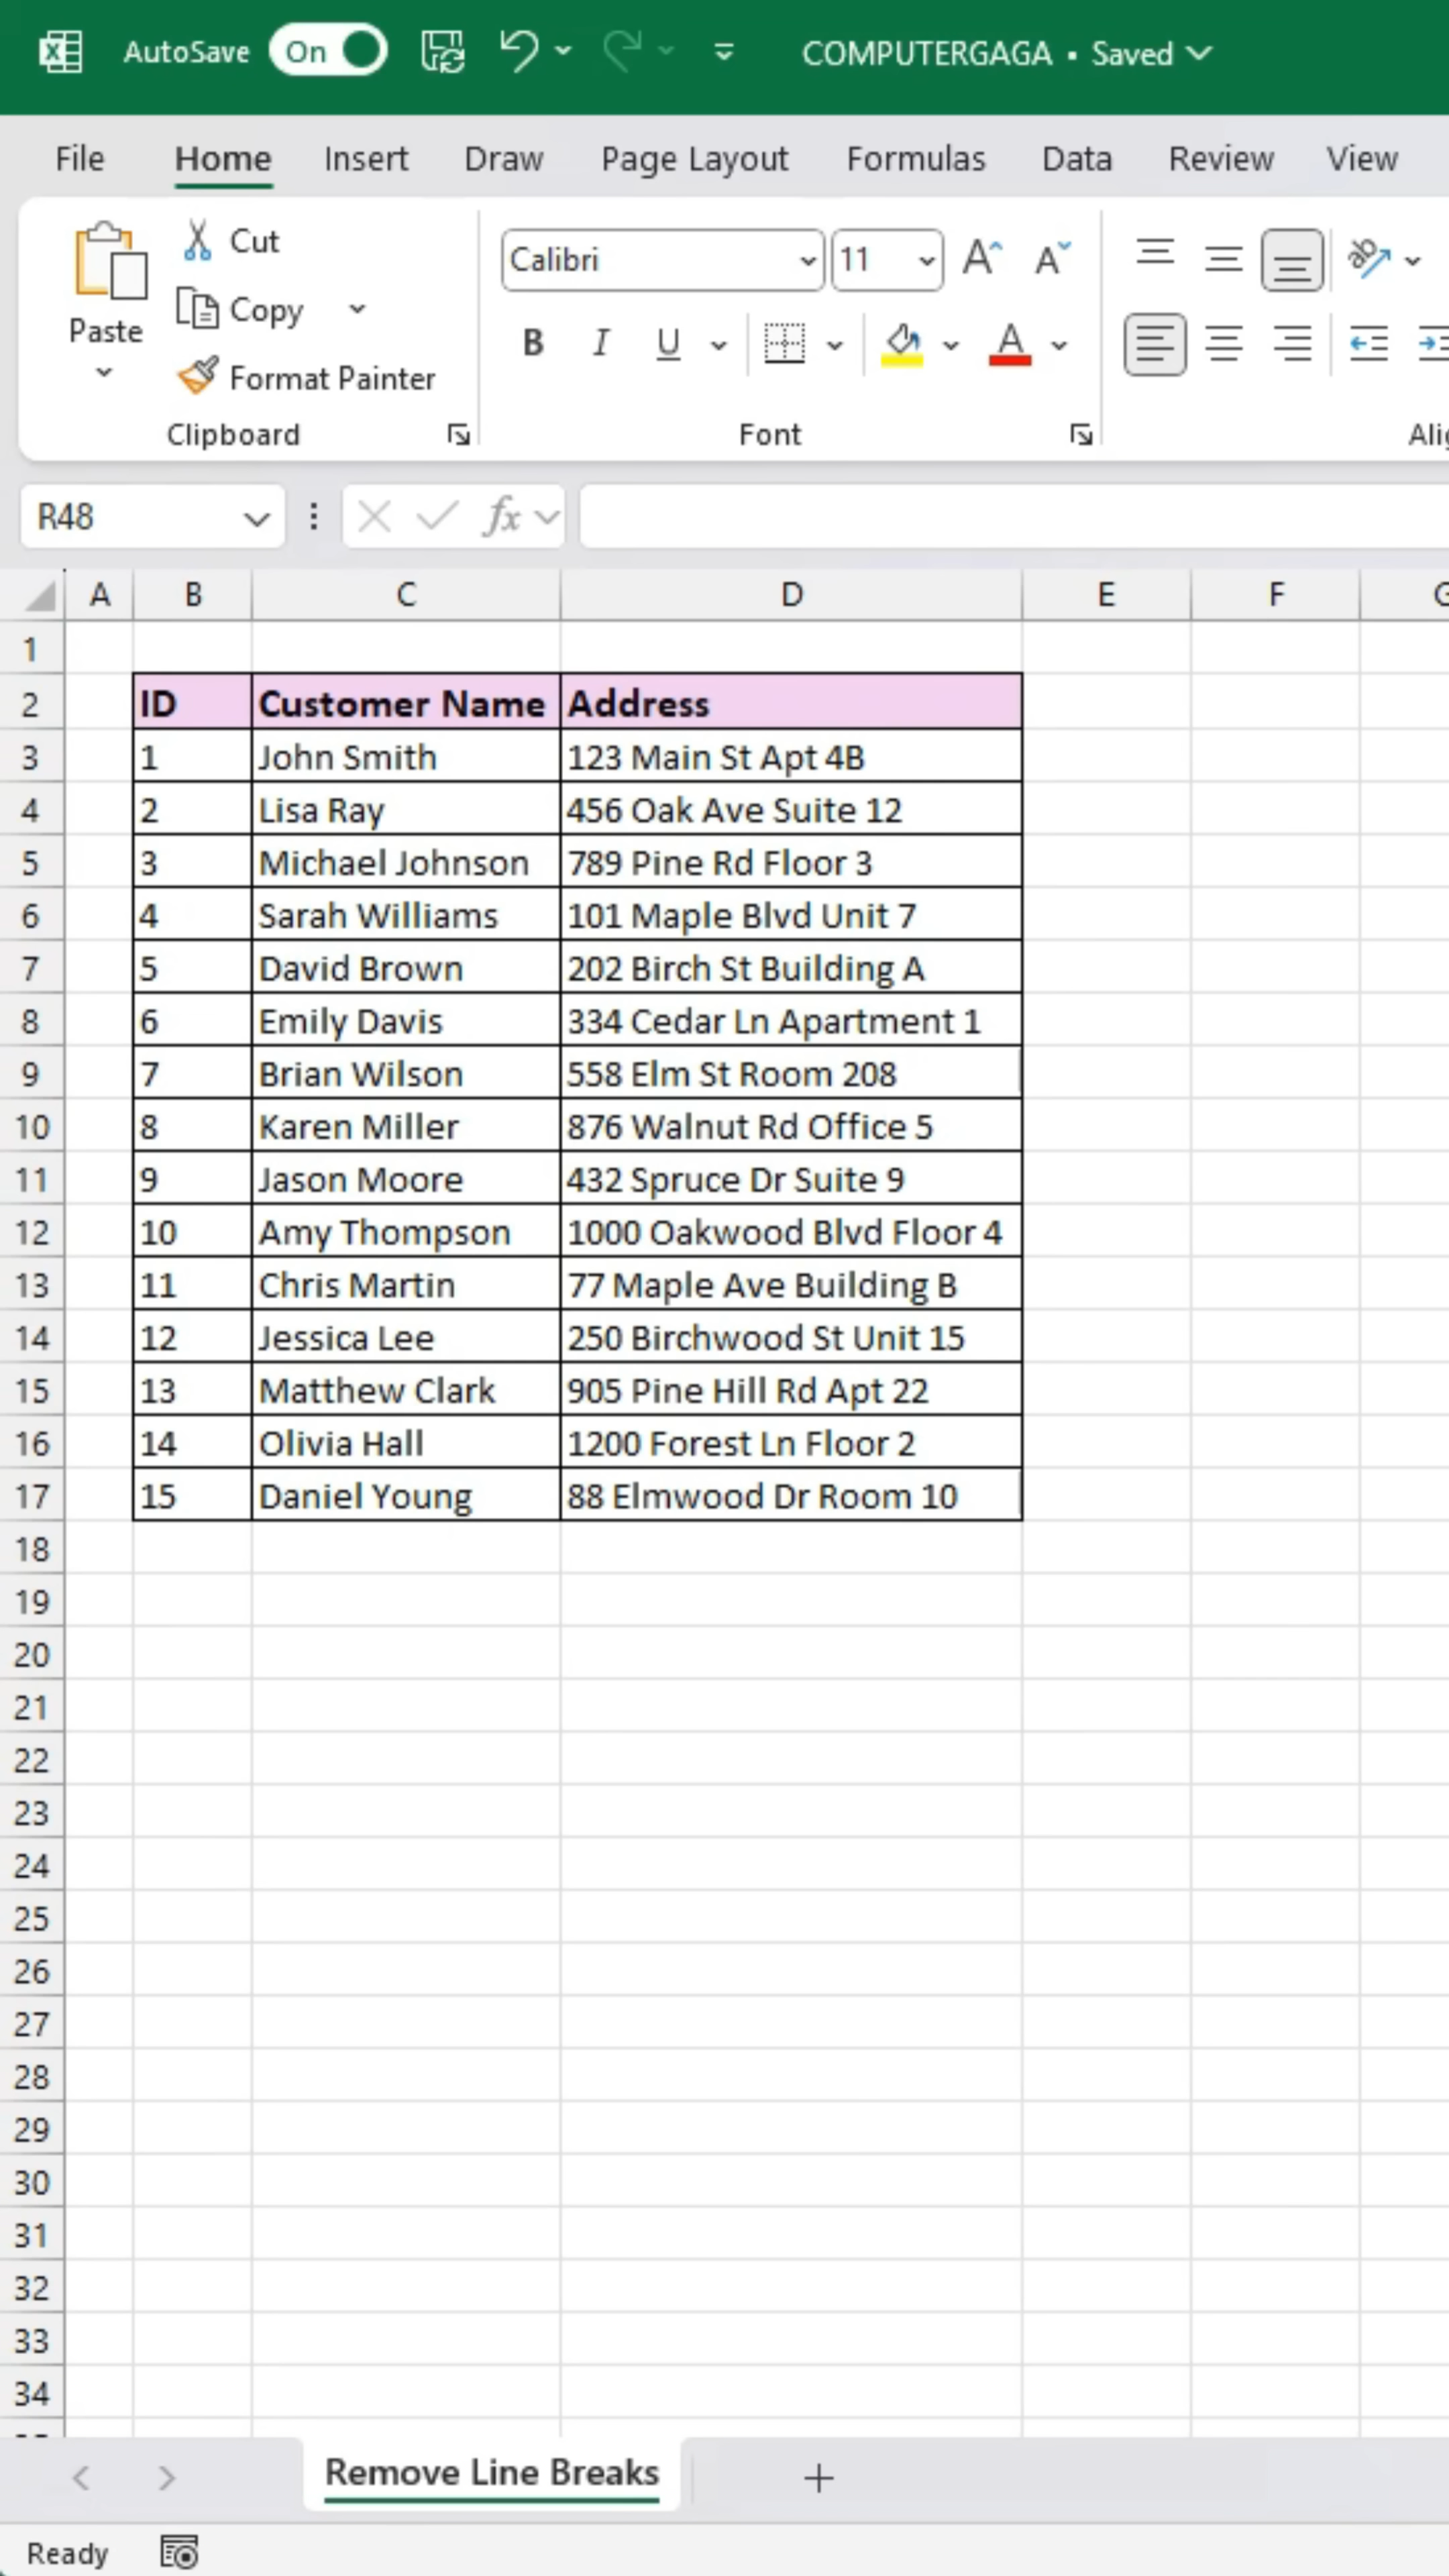 AutoSave On COMPUTERGAGA • Saved
File Home Insert Draw Page Layout Formulas Data Review View
Paste Cut Copy Format Painter
Clipboard
Calibri 11 A A ab
B I U A
Font
R48 fx
A B C D E F
1
2 ID Customer Name Address
3 1 John Smith 123 Main St Apt 4B
4 2 Lisa Ray 456 Oak Ave Suite 12
5 3 Michael Johnson 789 Pine Rd Floor 3
6 4 Sarah Williams 101 Maple Blvd Unit 7
7 5 David Brown 202 Birch St Building A
8 6 Emily Davis 334 Cedar Ln Apartment 1
9 7 Brian Wilson 558 Elm St Room 208
10 8 Karen Miller 876 Walnut Rd Office 5
11 9 Jason Moore 432 Spruce Dr Suite 9
12 10 Amy Thompson 1000 Oakwood Blvd Floor 4
13 11 Chris Martin 77 Maple Ave Building B
14 12 Jessica Lee 250 Birchwood St Unit 15
15 13 Matthew Clark 905 Pine Hill Rd Apt 22
16 14 Olivia Hall 1200 Forest Ln Floor 2
17 15 Daniel Young 88 Elmwood Dr Room 10
18
19
20
21
22
23
24
25
26
27
28
29
30
31
32
33
34
Remove Line Breaks
Ready